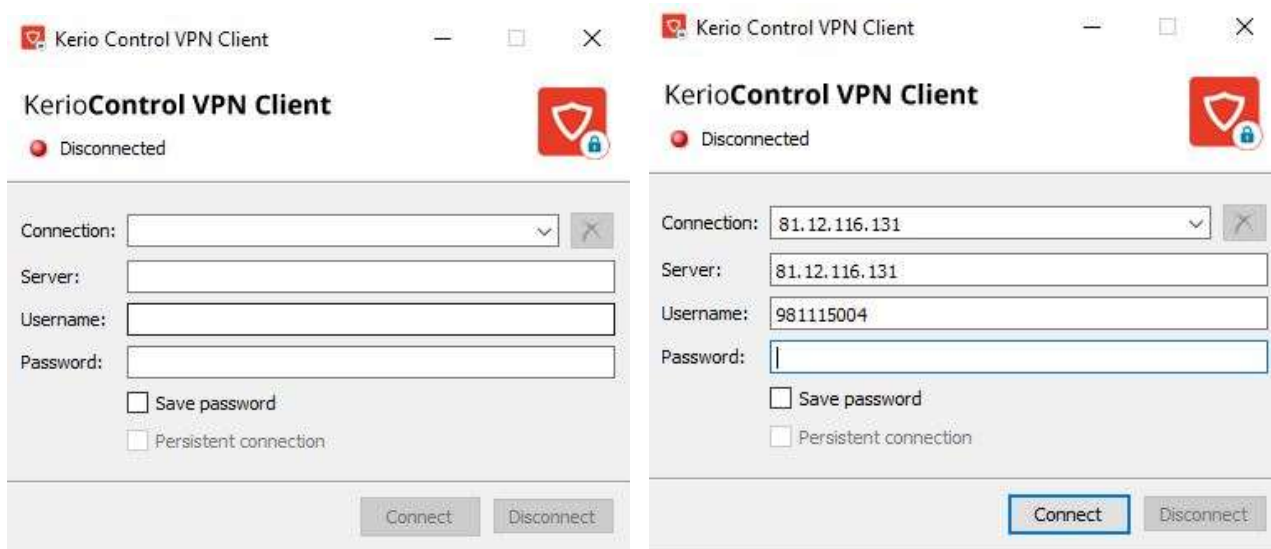 Kerio Control VPN Client
KerioControl VPN Client
Disconnected
Connection:
Server:
Username:
Password:
Save password
Persistent connection
Connect Disconnect
Kerio Control VPN Client
KerioControl VPN Client
Disconnected
Connection: 81.12.116.131
Server: 81.12.116.131
Username: 981115004
Password:
Save password
Persistent connection
Connect Disconnect